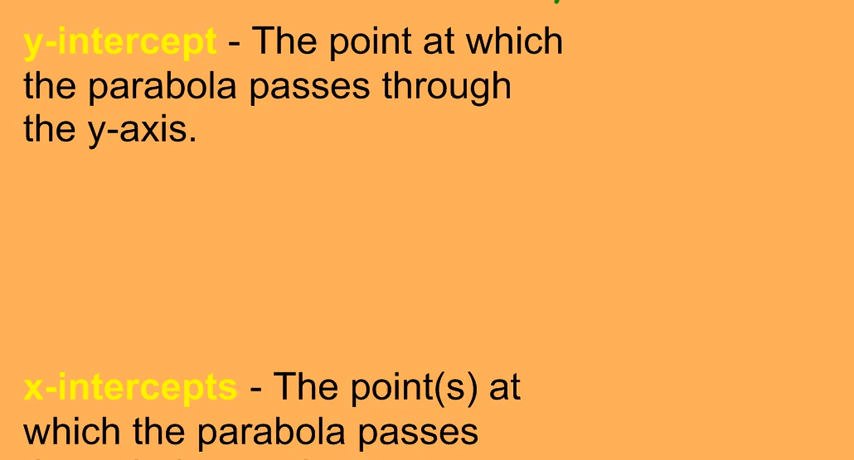 y-intercept - The point at which
the parabola passes through
the y-axis.
x-intercepts - The point(s) at
which the parabola passes